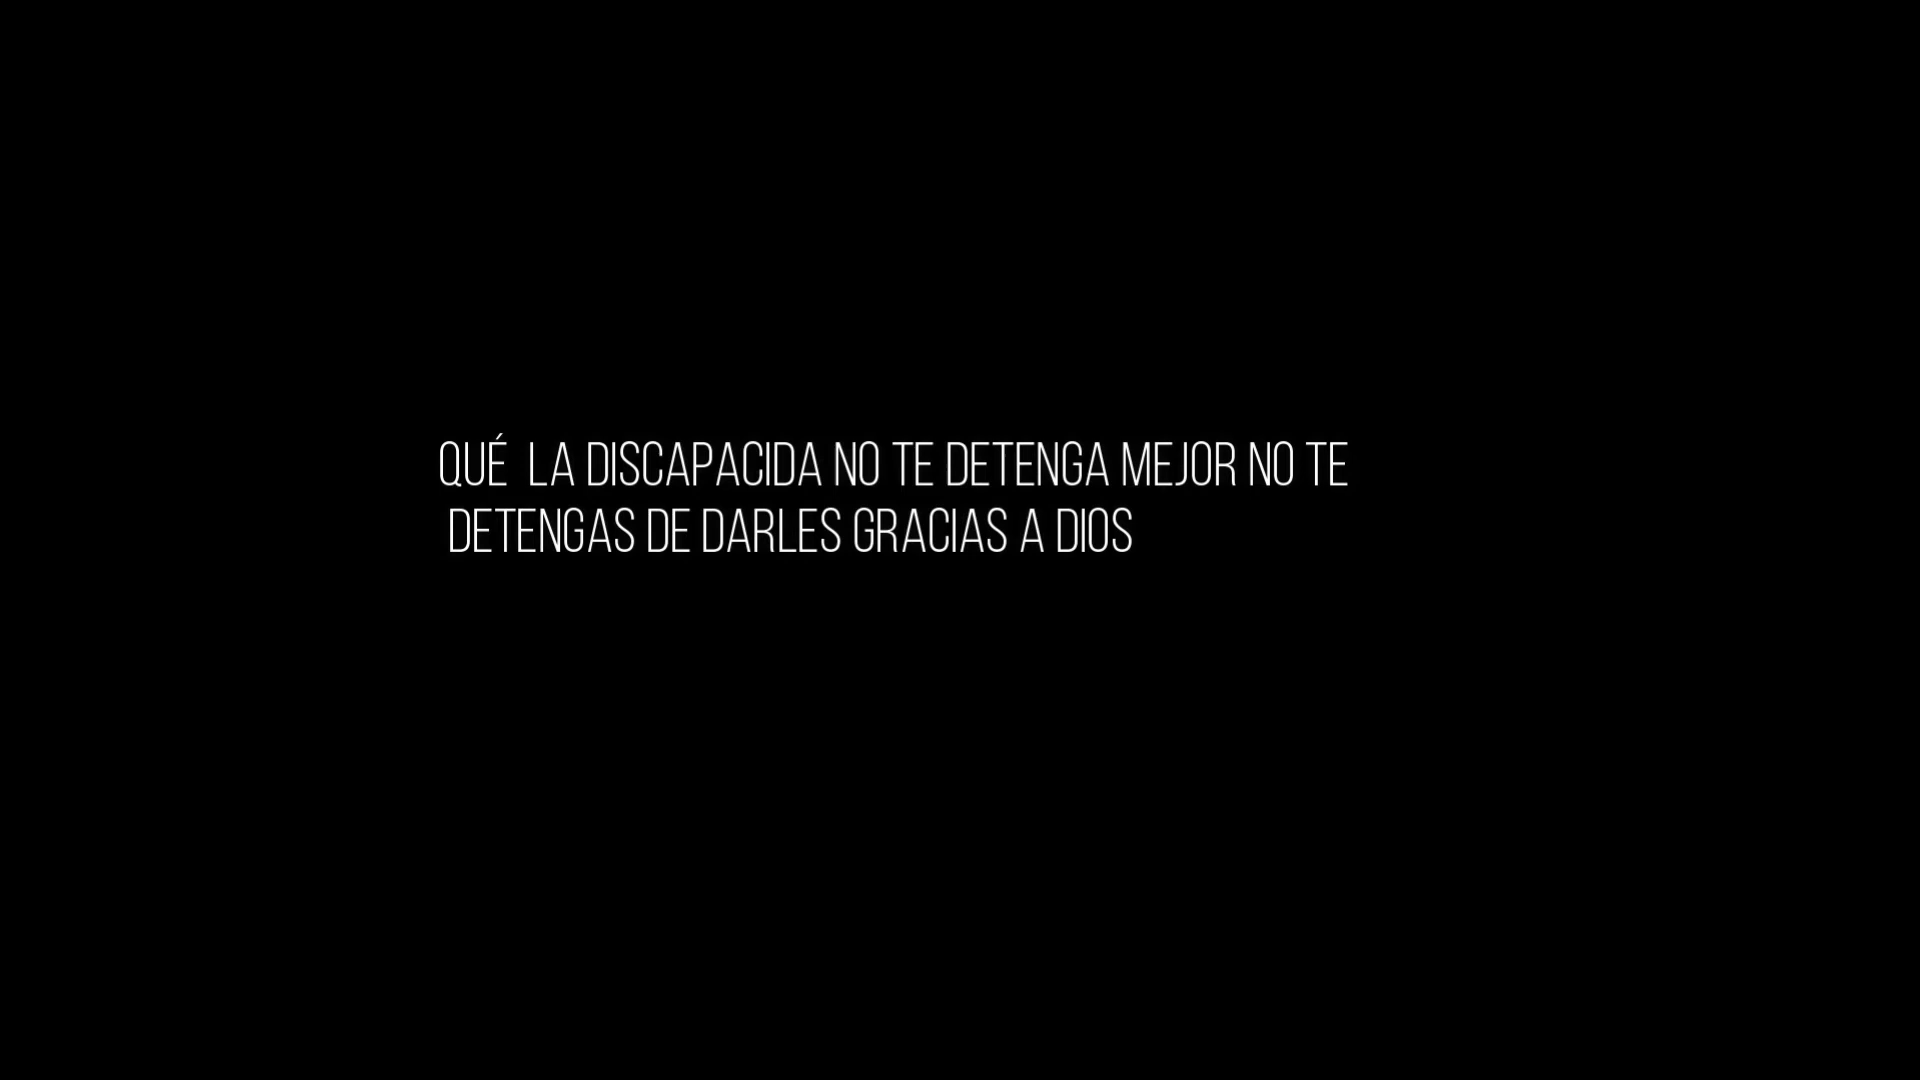 QUÉ  LA DISCAPACIDA NO TE DETENGA MEJOR NO TE
DETENGAS DE DARLES GRACIAS A DIOS